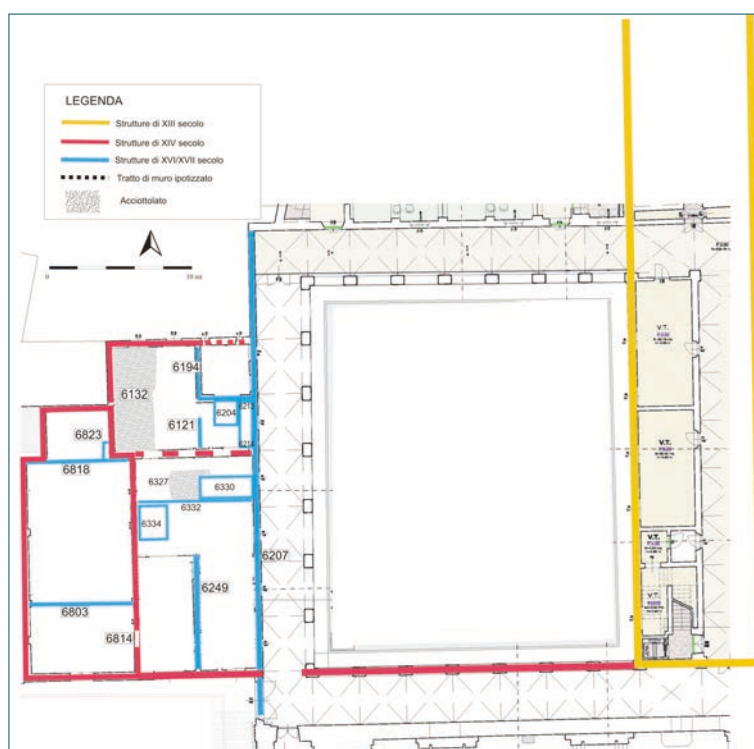 LEGENDA
Strutture di XIII secolo
Strutture di XIV secolo
Strutture di XVI/XVII secolo
Tratto di muro ipotizzato
Acciottolato
0
10 mt
6194
6132
6204
6121
6823
6818
6327
6330
6332
6334
6207
6249
6803
6814
V.T.
V.T.
V.T.
V.T.